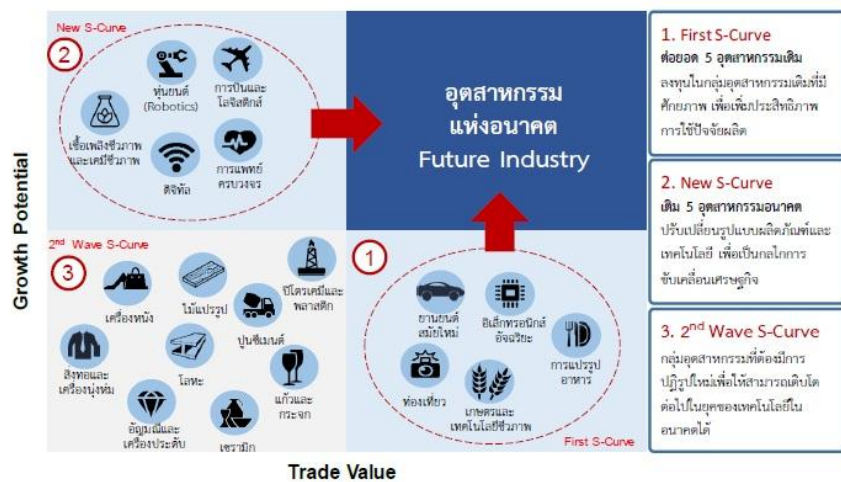 New S-Curve
2
หุ่นยนต์
(Robotics)
การบินและ
โลจิสติกส์
เชื้อเพลิงชีวภาพ
และเคมีชีวภาพ
ดิจิทัล
การแพทย์
ครบวงจร
อุตสาหกรรม
แห่งอนาคต
Future Industry
Growth Potential
2nd Wave S-Curve
3
เครื่องหนัง
ไม้แปรรูป
ปิโตรเคมีและ
พลาสติก
ปูนซีเมนต์
สิ่งทอและ
เครื่องนุ่งห่ม
โลหะ
แก้วและ
กระจก
อัญมณีและ
เครื่องประดับ
เซรามิก
1
ยานยนต์
สมัยใหม่
อิเล็กทรอนิกส์
อัจฉริยะ
การแปรรูป
อาหาร
ท่องเที่ยว
เกษตรและ
เทคโนโลยีชีวภาพ
First S-Curve
Trade Value
1. First S-Curve
ต่อยอด 5 อุตสาหกรรมเดิม
ลงทุนในกลุ่มอุตสาหกรรมเดิมที่มี
ศักยภาพ เพื่อเพิ่มประสิทธิภาพ
การใช้ปัจจัยผลิต
2. New S-Curve
เติม 5 อุตสาหกรรมอนาคต
ปรับเปลี่ยนรูปแบบผลิตภัณฑ์และ
เทคโนโลยี เพื่อเป็นกลไกการ
ขับเคลื่อนเศรษฐกิจ
3. 2nd Wave S-Curve
กลุ่มอุตสาหกรรมที่ต้องมีการ
ปฏิรูปใหม่เพื่อให้สามารถเติบโต
ต่อไปในยุคของเทคโนโลยีใน
อนาคตได้